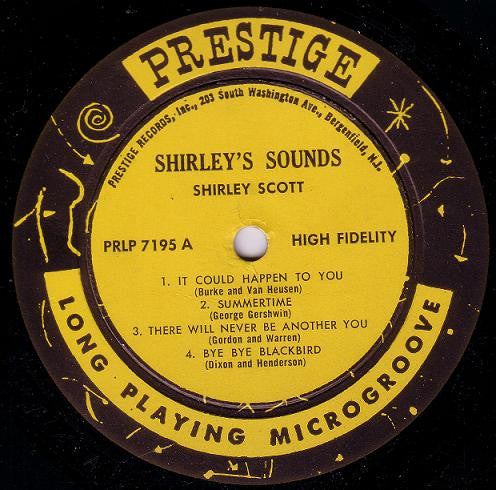 PRESTIGE
PRESTIGE RECORDS, Inc., 203 South Washington Ave., Bergenfield, N.J.
SHIRLEY'S SOUNDS
SHIRLEY SCOTT
PRLP 7195 A HIGH FIDELITY
1. IT COULD HAPPEN TO YOU
(Burke and Van Heusen)
2. SUMMERTIME
(George Gershwin)
3. THERE WILL NEVER BE ANOTHER YOU
(Gordon and Warren)
4. BYE BYE BLACKBIRD
(Dixon and Henderson)
LONG PLAYING MICROGROOVE